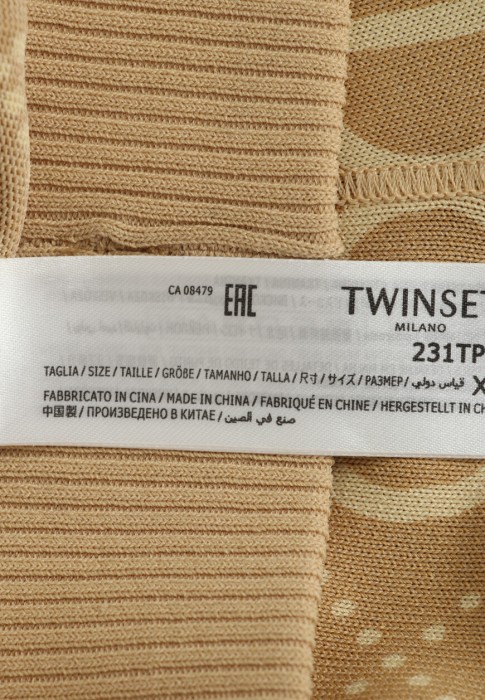 CA 08479 EAC TWINSET
MILANO
231TP
TAGLIA / SIZE / TAILLE / GRÖßE / TAMANHO / TALLA / 尺寸 / サイズ / РАЗМЕР / قياس دولي / X
FABBRICATO IN CINA / MADE IN CHINA / FABRIQUÉ EN CHINE / HERGESTELLT IN CH
中国製 / ПРОИЗВЕДЕНО В КИТАЕ / صنع في الصين